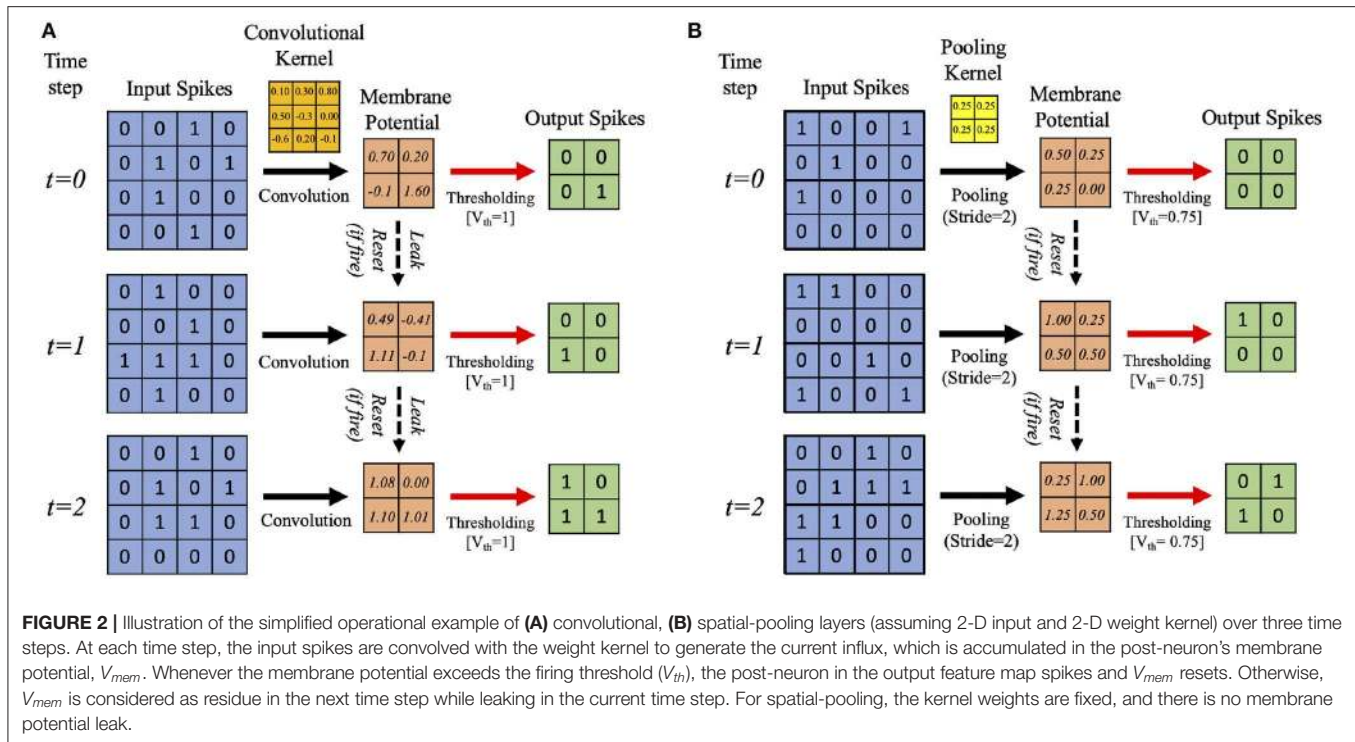 A
Time
step
Convolutional
Kernel
Input Spikes
0.10 0.30 0.80
0.50 -0.3 0.00
-0.6 0.20 -0.1
Membrane
Potential
Output Spikes
t=0
0 0 1 0
0 1 0 1
0 1 0 0
0 0 1 0
Convolution
0.70 0.20
-0.1 1.60
Thresholding
[Vth=1]
0 0
0 1
Reset
(if fire)
Leak
t=1
0 1 0 0
0 0 1 0
1 1 1 0
0 1 0 0
Convolution
0.49 -0.41
1.11 -0.1
Thresholding
[Vth=1]
0 0
1 0
Reset
(if fire)
Leak
t=2
0 0 1 0
0 1 0 1
0 1 1 0
0 0 0 0
Convolution
1.08 0.00
1.10 1.01
Thresholding
[Vth=1]
1 0
1 1
B
Time
step
Pooling
Kernel
Input Spikes
0.25 0.25
0.25 0.25
Membrane
Potential
Output Spikes
t=0
1 0 0 1
0 1 0 0
1 0 0 0
0 0 0 0
Pooling
(Stride=2)
0.50 0.25
0.25 0.00
Thresholding
[Vth=0.75]
0 0
0 0
Reset
(if fire)
t=1
1 1 0 0
0 0 0 0
0 0 1 0
1 0 0 1
Pooling
(Stride=2)
1.00 0.25
0.50 0.50
Thresholding
[Vth= 0.75]
1 0
0 0
Reset
(if fire)
t=2
0 0 1 0
0 1 1 1
1 1 0 0
1 0 0 0
Pooling
(Stride=2)
0.25 1.00
1.25 0.50
Thresholding
[Vth= 0.75]
0 1
1 0
FIGURE 2 | Illustration of the simplified operational example of (A) convolutional, (B) spatial-pooling layers (assuming 2-D input and 2-D weight kernel) over three time
steps. At each time step, the input spikes are convolved with the weight kernel to generate the current influx, which is accumulated in the post-neuron's membrane
potential, Vmem. Whenever the membrane potential exceeds the firing threshold (Vth), the post-neuron in the output feature map spikes and Vmem resets. Otherwise,
Vmem is considered as residue in the next time step while leaking in the current time step. For spatial-pooling, the kernel weights are fixed, and there is no membrane
potential leak.